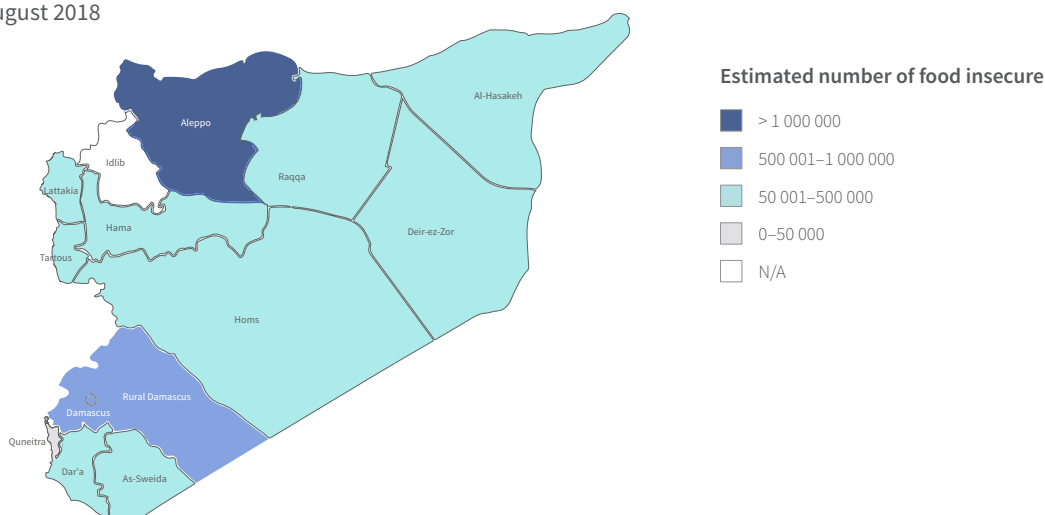 ugust 2018
Estimated number of food insecure
> 1 000 000
500 001–1 000 000
50 001–500 000
0–50 000
N/A
Al-Hasakeh
Aleppo
Idlib
Raqqa
Lattakia
Hama
Deir-ez-Zor
Tartous
Homs
Rural Damascus
Damascus
Quneitra
Dar'a
As-Sweida